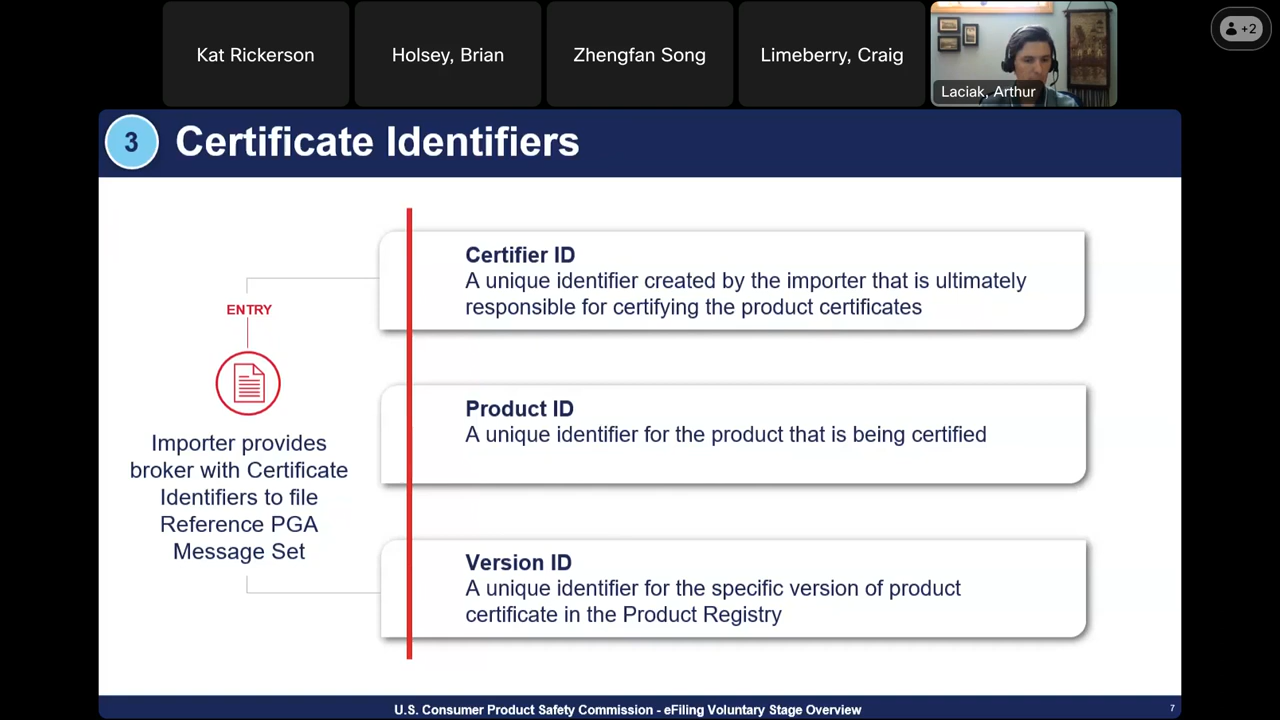 Kat Rickerson
Holsey, Brian
Zhengfan Song
Limeberry, Craig
Laciak, Arthur
+2
3
Certificate Identifiers
ENTRY
Importer provides
broker with Certificate
Identifiers to file
Reference PGA
Message Set
Certifier ID
A unique identifier created by the importer that is ultimately
responsible for certifying the product certificates
Product ID
A unique identifier for the product that is being certified
Version ID
A unique identifier for the specific version of product
certificate in the Product Registry
U.S. Consumer Product Safety Commission - eFiling Voluntary Stage Overview
7